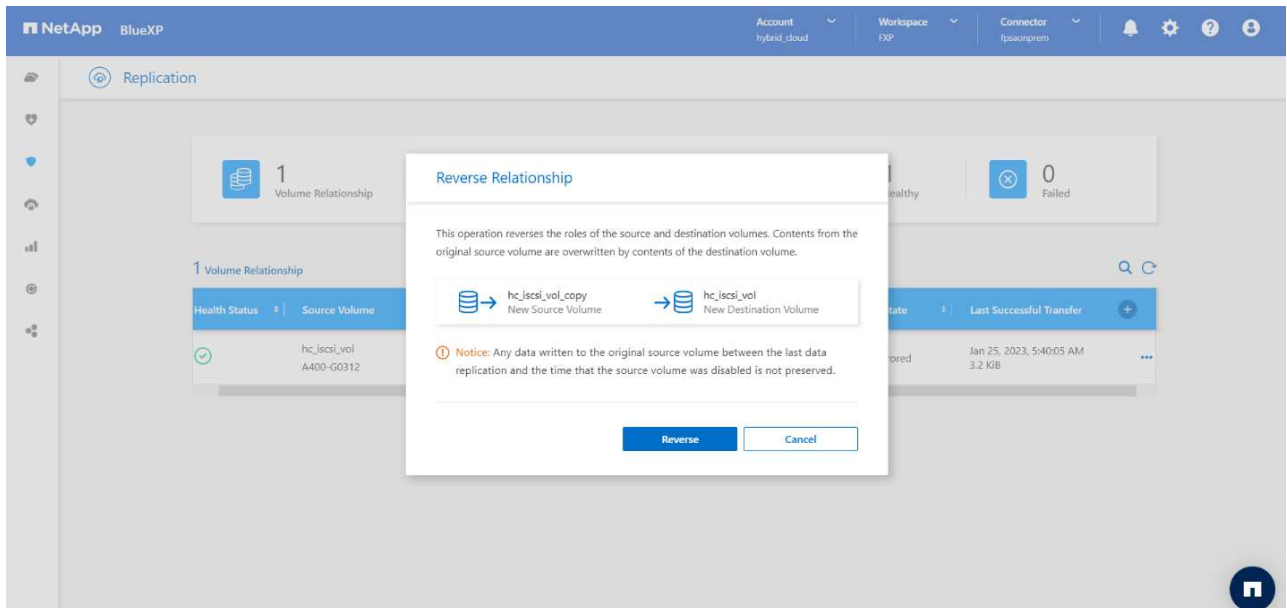 NetApp BlueXP
Account
hybrid_cloud
Workspace
FXP
Connector
fpsaonprem
Replication
1
Volume Relationship
ealthy
0
Failed
Reverse Relationship
This operation reverses the roles of the source and destination volumes. Contents from the
original source volume are overwritten by contents of the destination volume.
hc_iscsi_vol_copy
New Source Volume
hc_iscsi_vol
New Destination Volume
Notice: Any data written to the original source volume between the last data
replication and the time that the source volume was disabled is not preserved.
Reverse
Cancel
1 Volume Relationship
Health Status
Source Volume
tate
Last Successful Transfer
hc_iscsi_vol
A400-G0312
ored
Jan 25, 2023, 5:40:05 AM
3.2 KiB